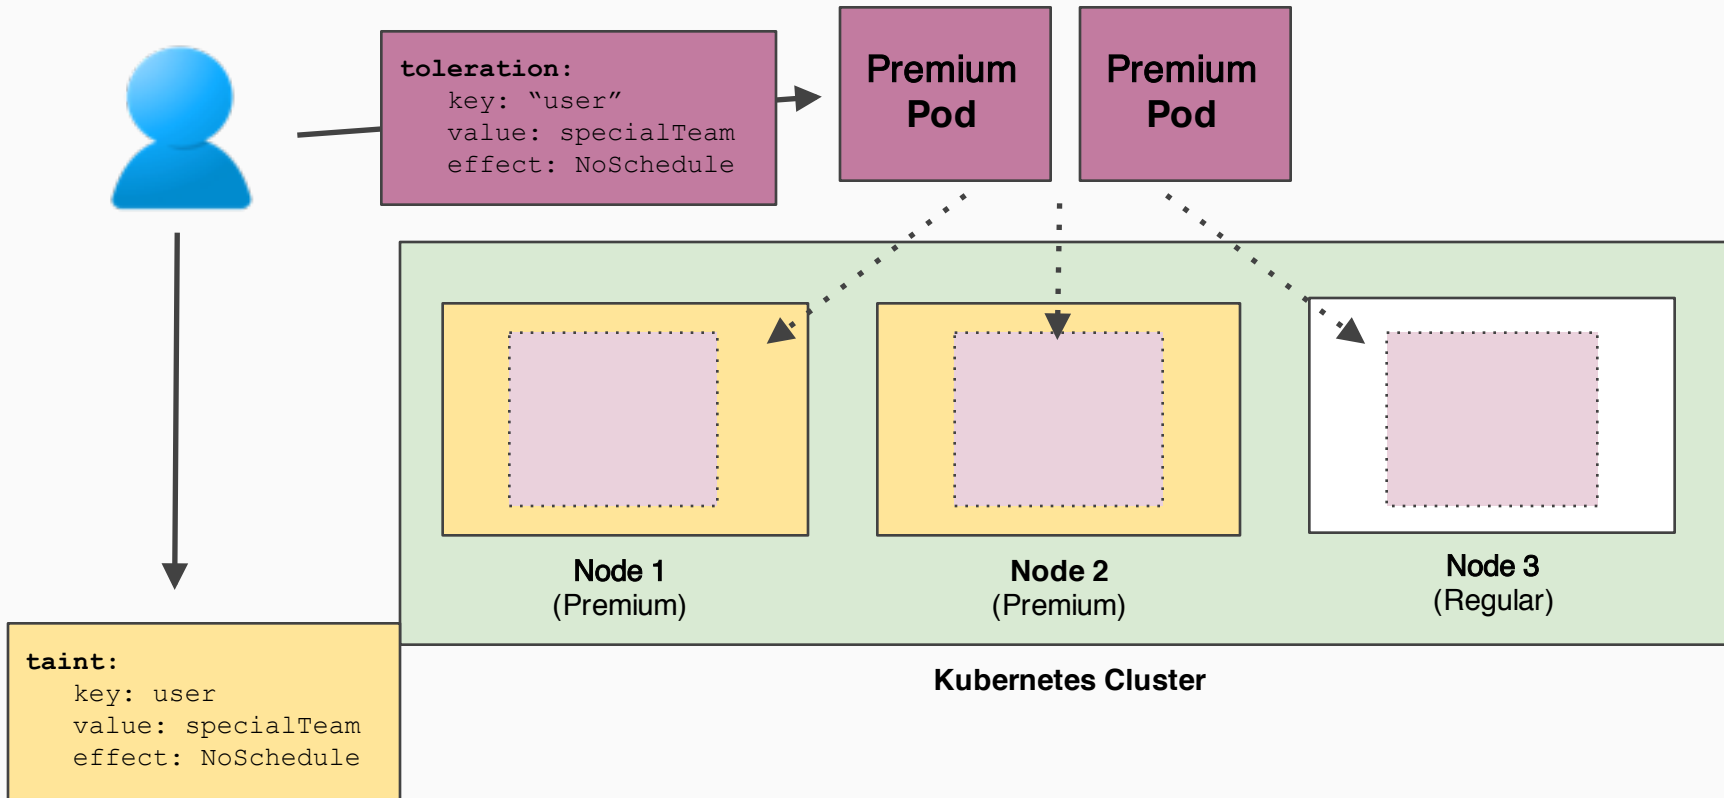 toleration:
key: “user”
value: specialTeam
effect: NoSchedule
Premium
Pod
Premium
Pod
Node 1
(Premium)
Node 2
(Premium)
Node 3
(Regular)
Kubernetes Cluster
taint:
key: user
value: specialTeam
effect: NoSchedule